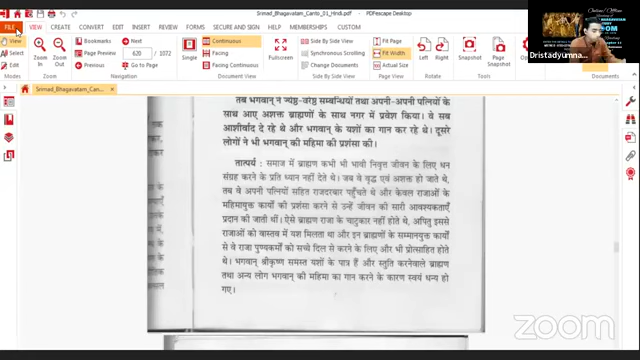 Srimad_Bhagavatam_Canto_01_Hindi.pdf - PDFescape Desktop
FILE VIEW CREATE CONVERT EDIT INSERT REVIEW FORMS SECURE AND SIGN MEMBERSHIPS CUSTOM
View
Select
Edit
Modes
Zoom In
Zoom Out
Bookmarks
Page Preview
Previous
Next
620 / 1372
Go to Page
Tools
Single
Continuous
Facing
Facing Continuous
Document View
Fullscreen
Side By Side View
Synchronous Scrolling
Change Documents
Side By Side View
Fit Page
Fit Width
Actual Size
Page View
Left
Right
Rotate
Snapshot
Snapshot
Documents
Dristadyumna...
Srimad_Bhagavatam_Canto...
तब भगवान् ने ज्येष्ठ-वरेष्ठ सम्बन्धियों तथा अपनी-अपनी पत्नियों के
साथ आए अशक्त ब्राह्मणों के साथ नगर में प्रवेश किया। वे सब
आशीर्वाद दे रहे थे और भगवान् के यशों का गान कर रहे थे। दूसरे
लोगों ने भी भगवान् की महिमा की प्रशंसा की।
तात्पर्य : समाज में ब्राह्मण कभी भी भावी निवृत्त जीवन के लिए धन
संग्रह करने के प्रति ध्यान नहीं देते थे। जब वे वृद्ध एवं अशक्त हो जाते थे,
तब वे अपनी पत्नियों सहित राजदरबार पहुँचते थे और केवल राजाओं के
महिमायुक्त कार्यों की प्रशंसा करने से उन्हें जीवन की सारी आवश्यकताएँ
प्रदान की जाती थीं। ऐसे ब्राह्मण राजा के चाटुकार नहीं होते थे, अपितु इससे
राजाओं को वास्तव में यश मिलता था और इन ब्राह्मणों के सम्मानयुक्त कार्यों
से वे राजा पुण्यकर्मों को सच्चे दिल से करने के लिए और भी प्रोत्साहित होते
थे। भगवान् श्रीकृष्ण समस्त यशों के पात्र हैं और स्तुति करनेवाले ब्राह्मण
तथा अन्य लोग भगवान् की महिमा का गान करने के कारण स्वयं धन्य हो
गए।
zoom